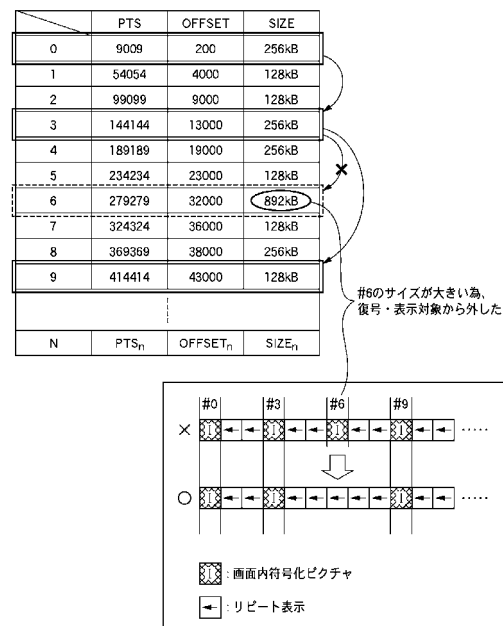 PTS OFFSET SIZE
0 9009 200 256kB
1 54054 4000 128kB
2 99099 9000 128kB
3 144144 13000 256kB
4 189189 19000 256kB
5 234234 23000 128kB
6 279279 32000 892kB
7 324324 36000 128kB
8 369369 38000 256kB
9 414414 43000 128kB
N PTSn OFFSETn SIZEn
×
#6のサイズが大きい為、
復号・表示対象から外した
#0 #3 #6 #9
× I ← ← I ← ← I ← ← I ← ← ·····
○ I ← ← I ← ← ← ← ← I ← ← ·····
I : 画面内符号化ピクチャ
← : リピート表示